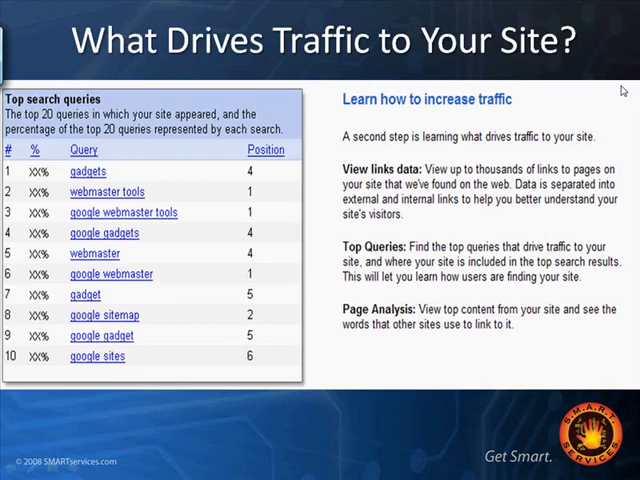 What Drives Traffic to Your Site?
Top search queries
The top 20 queries in which your site appeared, and the
percentage of the top 20 queries represented by each search.
# % Query Position
1 XX% gadgets 4
2 XX% webmaster tools 1
3 XX% google webmaster tools 1
4 XX% google gadgets 4
5 XX% webmaster 4
6 XX% google webmaster 1
7 XX% gadget 5
8 XX% google sitemap 2
9 XX% google gadget 5
10 XX% google sites 6
Learn how to increase traffic
A second step is learning what drives traffic to your site.
View links data: View up to thousands of links to pages on
your site that we've found on the web. Data is separated into
external and internal links to help you better understand your
site's visitors.
Top Queries: Find the top queries that drive traffic to your
site, and where your site is included in the top search results.
This will let you learn how users are finding your site.
Page Analysis: View top content from your site and see the
words that other sites use to link to it.
© 2008 SMARTservices.com
Get Smart.
S.M.A.R.T.
SERVICES